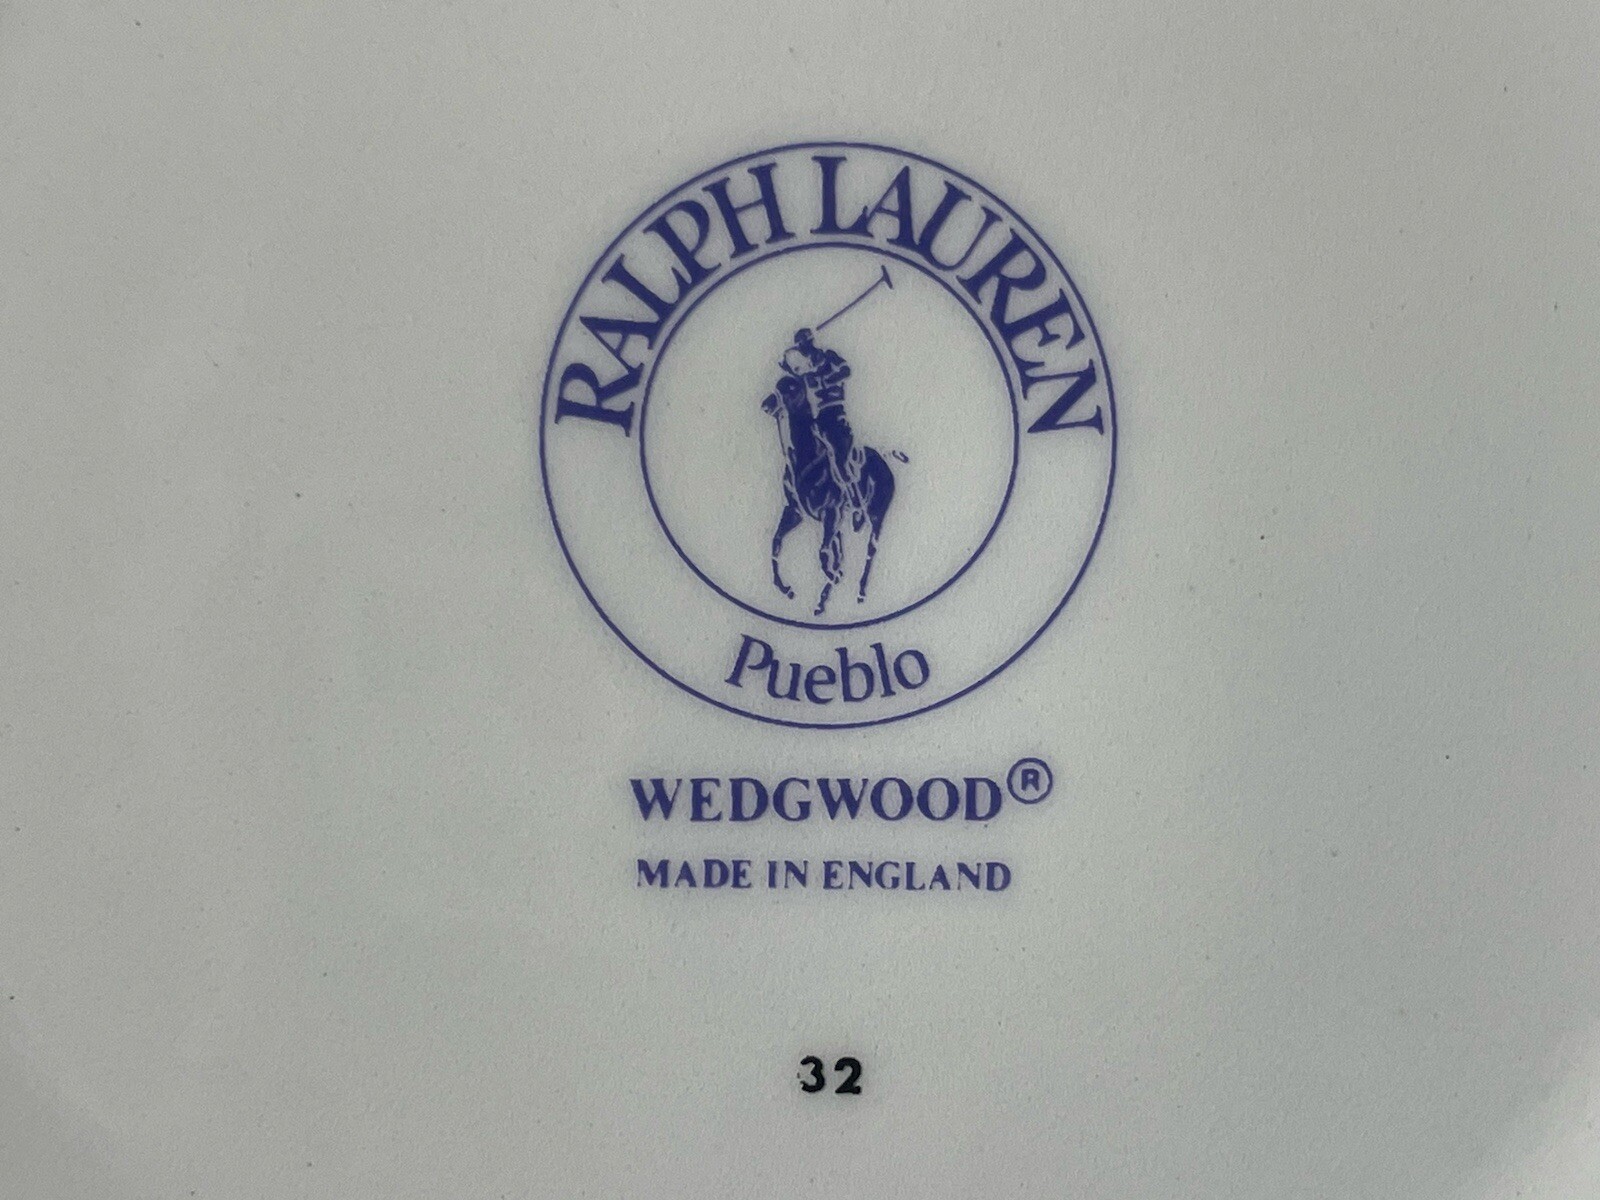 RALPH LAUREN
Pueblo
WEDGWOOD®
MADE IN ENGLAND
32